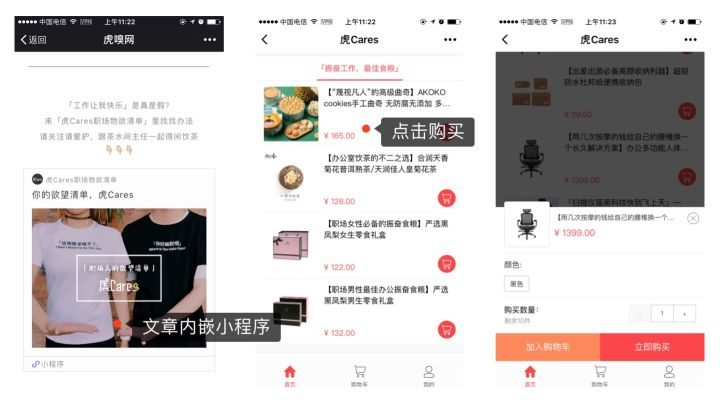 中国电信 VPN 上午11:22
返回 虎嗅网
「工作让我快乐」是真是假?
来「虎Cares职场物欲清单」里找找办法
请关注请爱护,跟茶水间主任一起得闲饮茶
虎Cares职场物欲清单
你的欲望清单,虎Cares
「职场人的欲望清单」
虎Cares
文章内嵌小程序
小程序
中国电信 VPN 上午11:22
虎Cares
「振奋工作,最佳食粮」
【“蔑视凡人”的高级曲奇】AKOKO
cookies手工曲奇 无防腐无添加 多...
¥ 165.00
点击购买
【办公室饮茶的不二之选】合润天香
菊花普洱熟茶/天润佳人皇菊花茶
¥ 128.00
【职场女性必备的振奋食粮】严选黑
凤梨女生零食礼盒
¥ 122.00
【职场男性最佳办公振奋食粮】严选
黑凤梨男生零食礼盒
¥ 132.00
首页 购物车 我的
中国电信 VPN 上午11:23
虎Cares
【出差出游必备高颜收纳利器】超轻
防水杜邦纸便携收纳包
¥ 29.00
【用几次按摩的钱给自己的腰椎换一
个长久解决方案】办公多功能人体...
¥ 1399.00
「扫描仪届黑科技快到飞上天」一
【用几次按摩的钱给自己的腰椎换一个...
¥ 1399.00
颜色:
黑色
购买数量:
剩余10件
- 1 +
加入购物车 立即购买
首页 购物车 我的